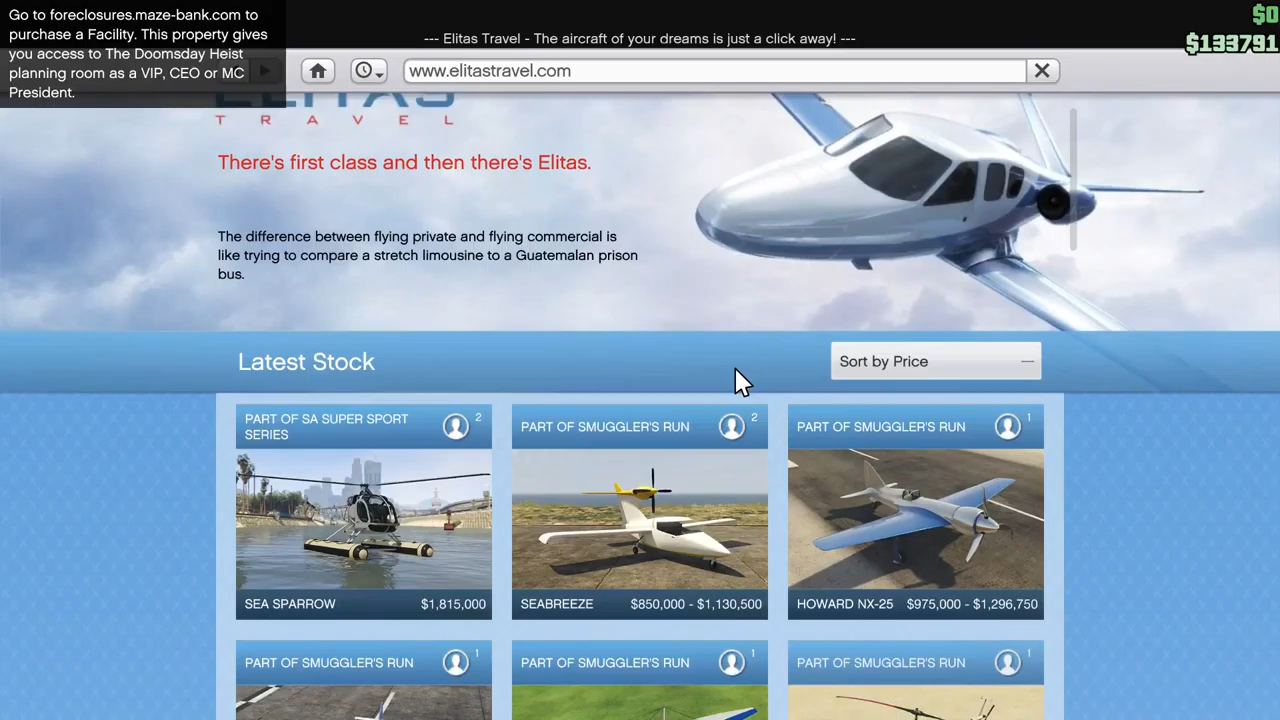 Go to foreclosures.maze-bank.com to
purchase a Facility. This property gives
you access to The Doomsday Heist
planning room as a VIP, CEO or MC
President.
$0
$133791
--- Elitas Travel - The aircraft of your dreams is just a click away! ---
www.elitastravel.com
ELITAS
TRAVEL
There's first class and then there's Elitas.
The difference between flying private and flying commercial is
like trying to compare a stretch limousine to a Guatemalan prison
bus.
Latest Stock
Sort by Price
PART OF SA SUPER SPORT
SERIES
2
PART OF SMUGGLER'S RUN
2
PART OF SMUGGLER'S RUN
1
SEA SPARROW
$1,815,000
SEABREEZE
$850,000 - $1,130,500
HOWARD NX-25
$975,000 - $1,296,750
PART OF SMUGGLER'S RUN
1
PART OF SMUGGLER'S RUN
1
PART OF SMUGGLER'S RUN
1